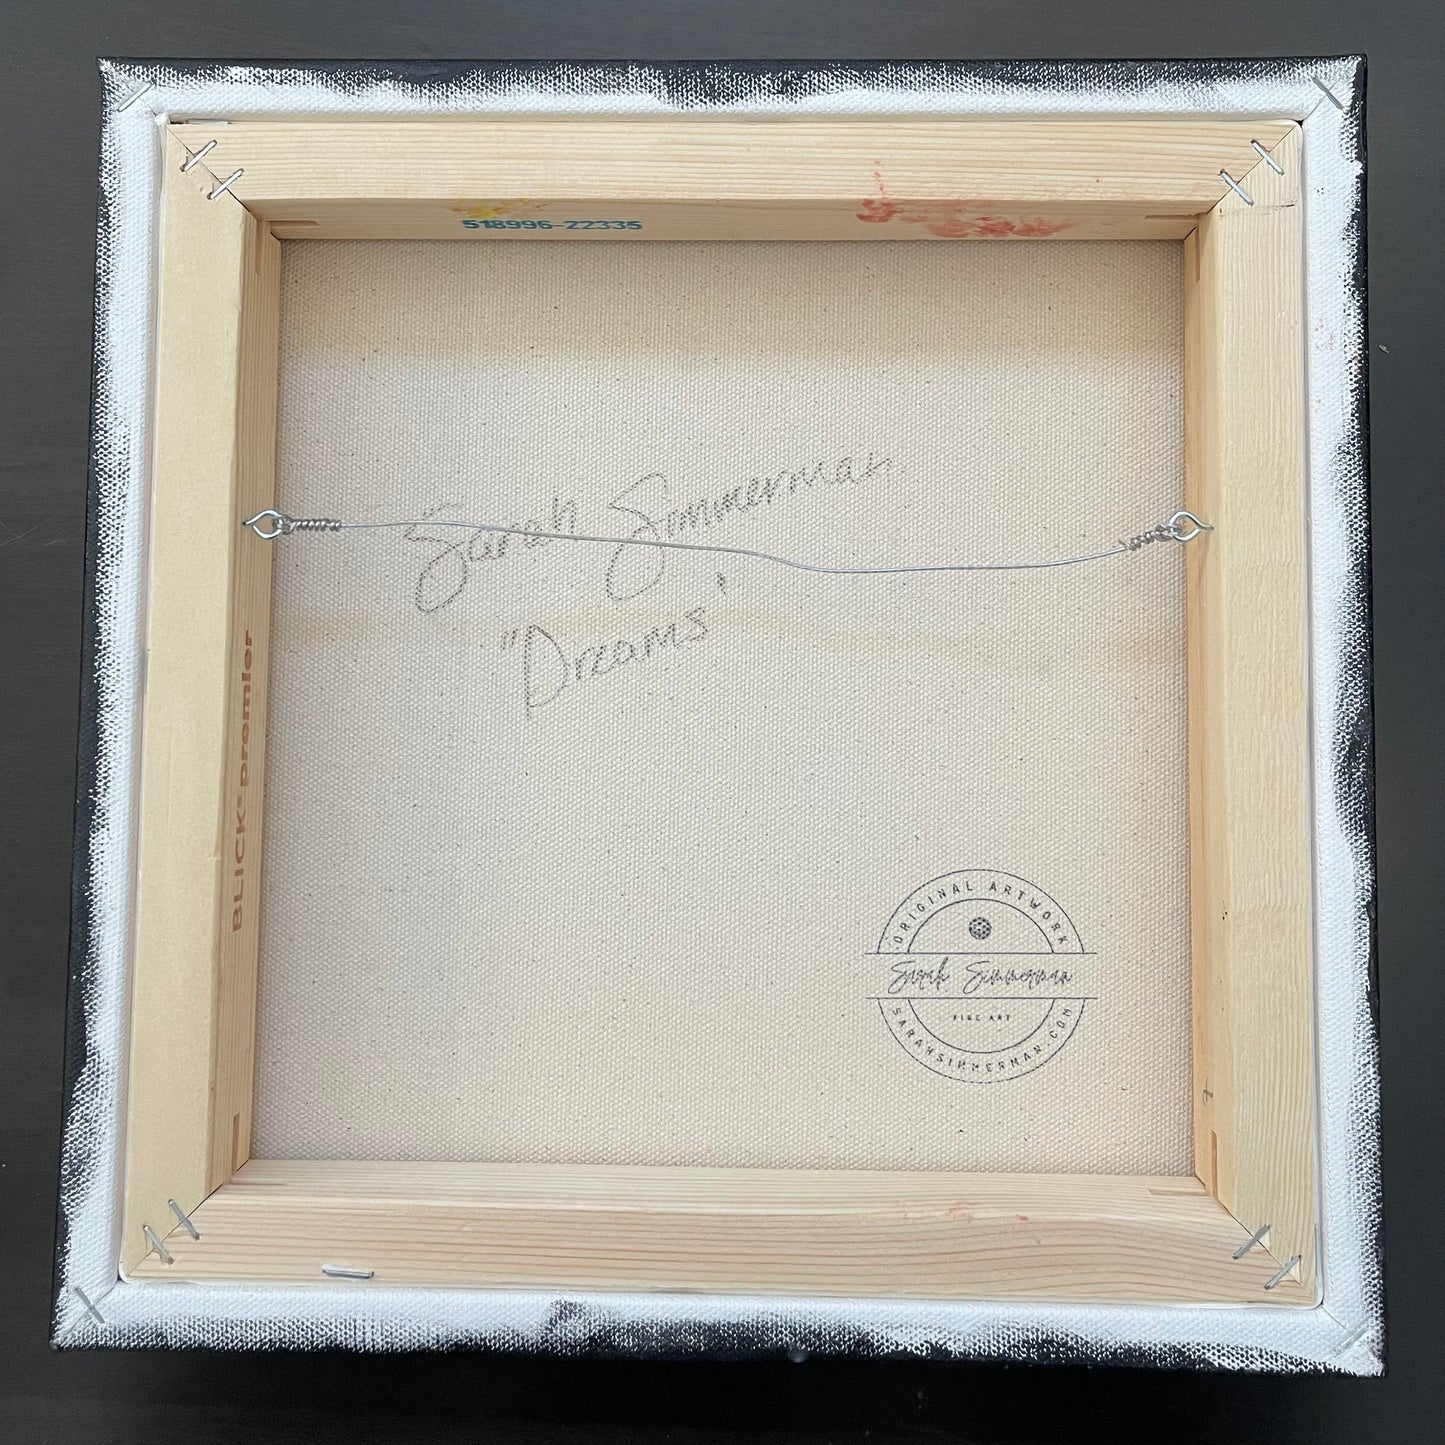 518996-22335
Sarah Simmerman
"Dreams'
BLICK® premier
ORIGINAL ARTWORK
Sarah Simmerman
FINE ART
SARAHSIMMERMAN.COM